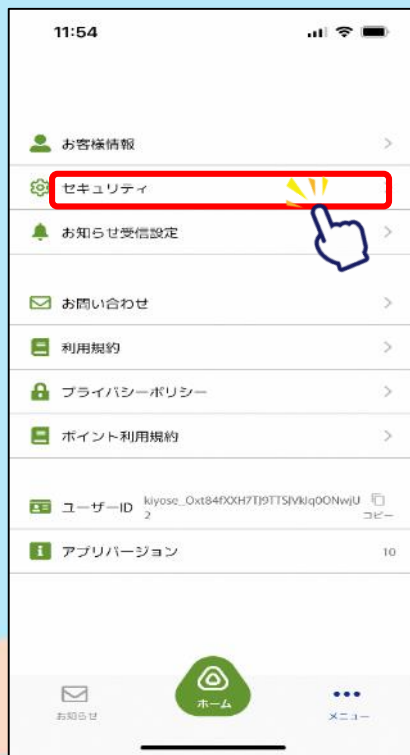 11:54
お客様情報
セキュリティ
お知らせ受信設定
お問い合わせ
利用規約
プライバシーポリシー
ポイント利用規約
ユーザーID
2
コピー
アプリバージョン 10
ホーム
お知らせ
メニュー